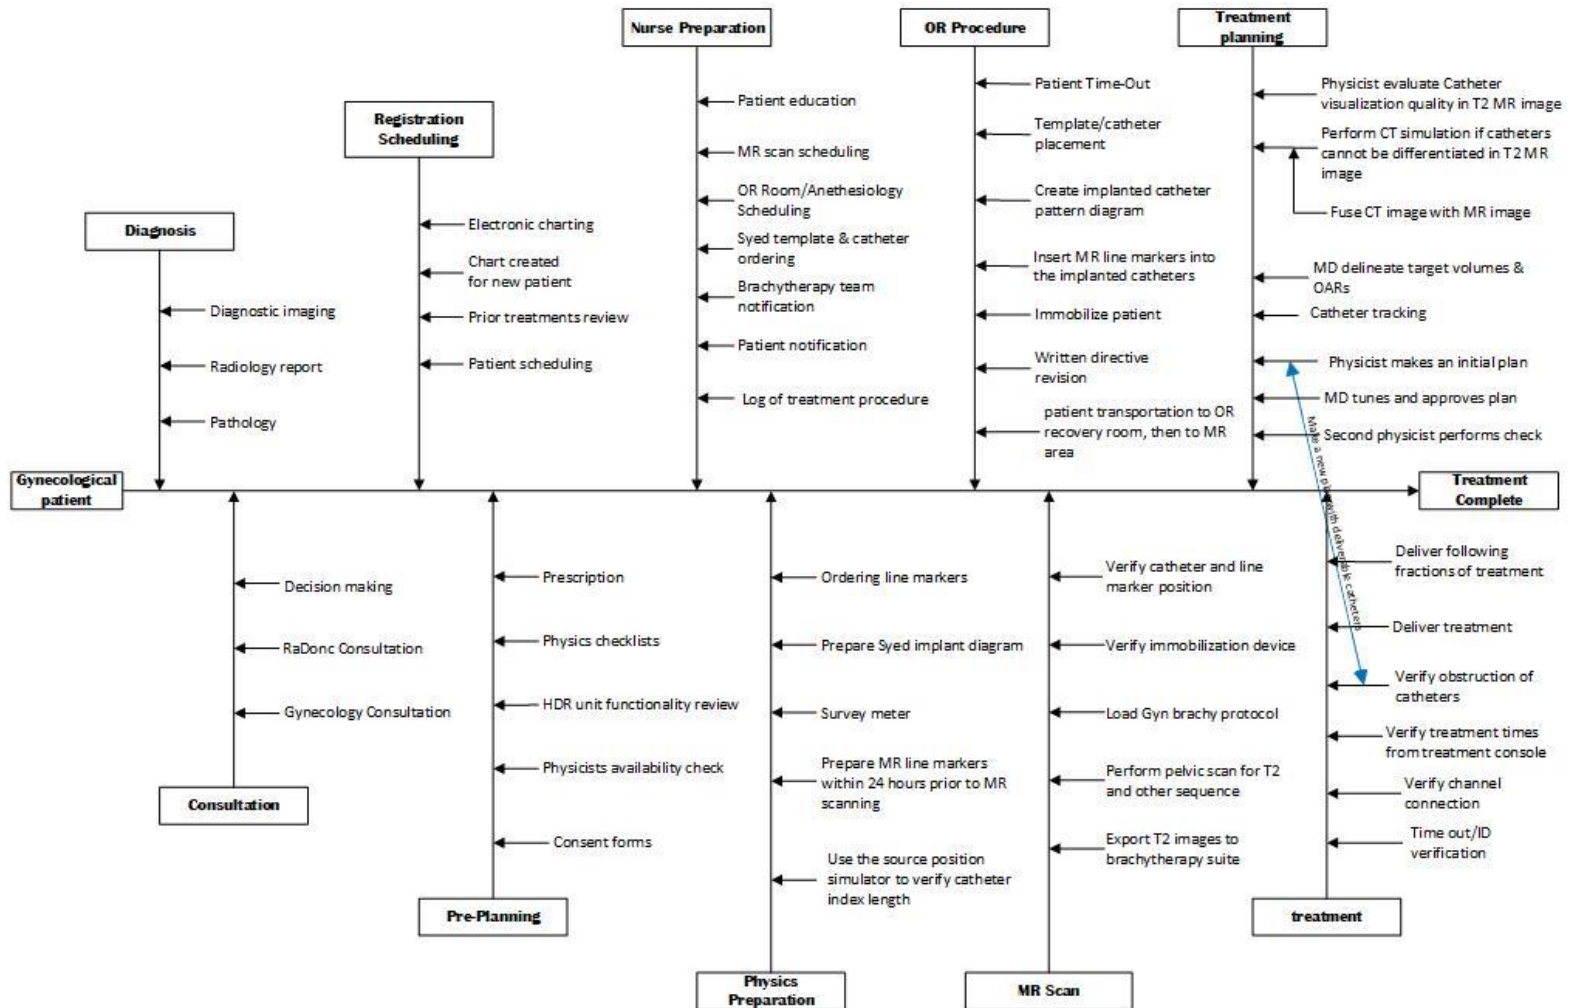 Nurse Preparation
OR Procedure
Treatment
planning
Patient Time-Out
Physicist evaluate Catheter
visualization quality in T2 MR image
Patient education
Registration
Scheduling
Template/catheter
placement
Perform CT simulation if catheters
cannot be differentiated in T2 MR
image
MR scan scheduling
OR Room/Anethesiology
Scheduling
Create implanted catheter
pattern diagram
Fuse CT image with MR image
Diagnosis
Electronic charting
Syed template & catheter
ordering
Chart created
for new patient
Insert MR line markers into
the implanted catheters
MD delineate target volumes &
OARs
Brachytherapy team
notification
Diagnostic imaging
Prior treatments review
Immobilize patient
Catheter tracking
Patient notification
Radiology report
Patient scheduling
Written directive
revision
Physicist makes an initial plan
Log of treatment procedure
MD tunes and approves plan
Pathology
patient transportation to OR
recovery room, then to MR
area
Second physicist performs check
Make a new plan with deliverable catheters
Gynecological
patient
Treatment
Complete
Decision making
Prescription
Ordering line markers
Verify catheter and line
marker position
Deliver following
fractions of treatment
RaDonc Consultation
Physics checklists
Prepare Syed implant diagram
Verify immobilization device
Deliver treatment
Gynecology Consultation
HDR unit functionality review
Survey meter
Load Gyn brachy protocol
Verify obstruction of
catheters
Verify treatment times
from treatment console
Consultation
Physicists availability check
Prepare MR line markers
within 24 hours prior to MR
scanning
Perform pelvic scan for T2
and other sequence
Verify channel
connection
Consent forms
Use the source position
simulator to verify catheter
index length
Export T2 images to
brachytherapy suite
Time out/ID
verification
Pre-Planning
treatment
Physics
Preparation
MR Scan